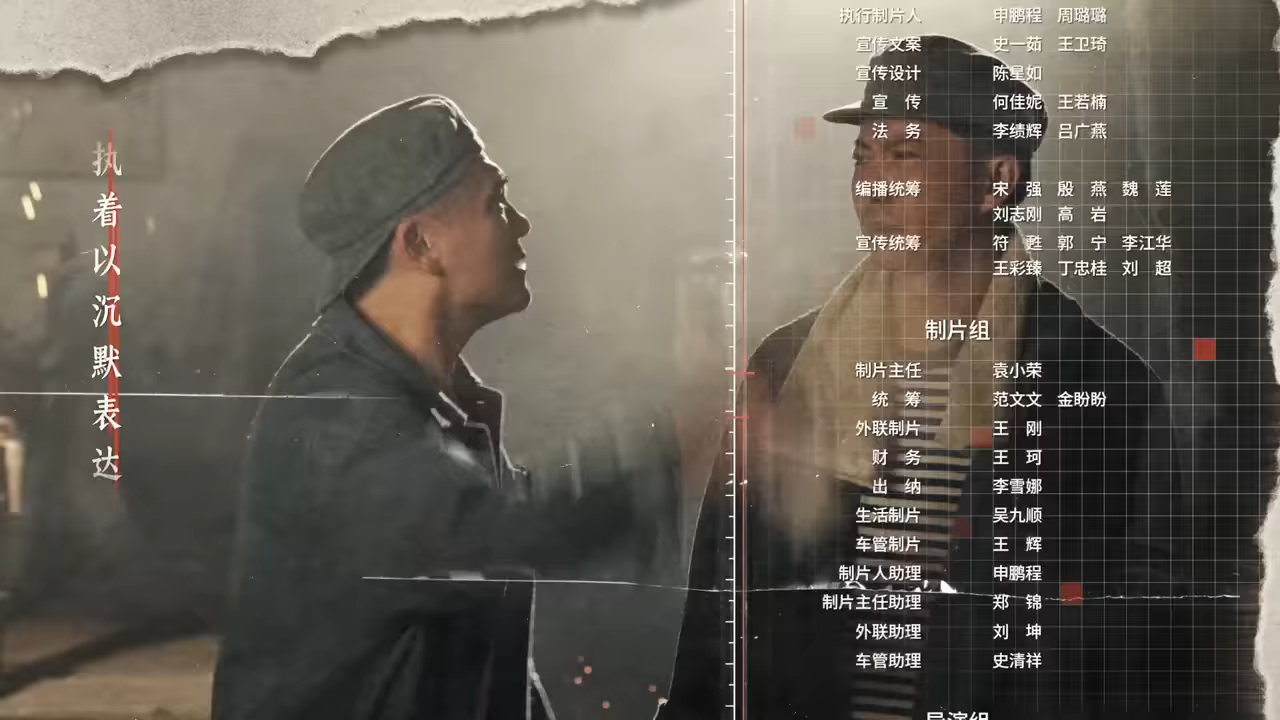 执着以沉默表达
执行制片人 申鹏程 周璐璐
宣传文案 史一茹 王卫琦
宣传设计 陈星如
宣 传 何佳妮 王若楠
法 务 李绩辉 吕广燕
编播统筹 宋 强 殷 燕 魏 莲
刘志刚 高 岩
宣传统筹 符 甦 郭 宁 李江华
王彩臻 丁忠桂 刘 超
制片组
制片主任 袁小荣
统 筹 范文文 金盼盼
外联制片 王 刚
财 务 王 珂
出 纳 李雪娜
生活制片 吴九顺
车管制片 王 辉
制片人助理 申鹏程
制片主任助理 郑 锦
外联助理 刘 坤
车管助理 史清祥
导演组